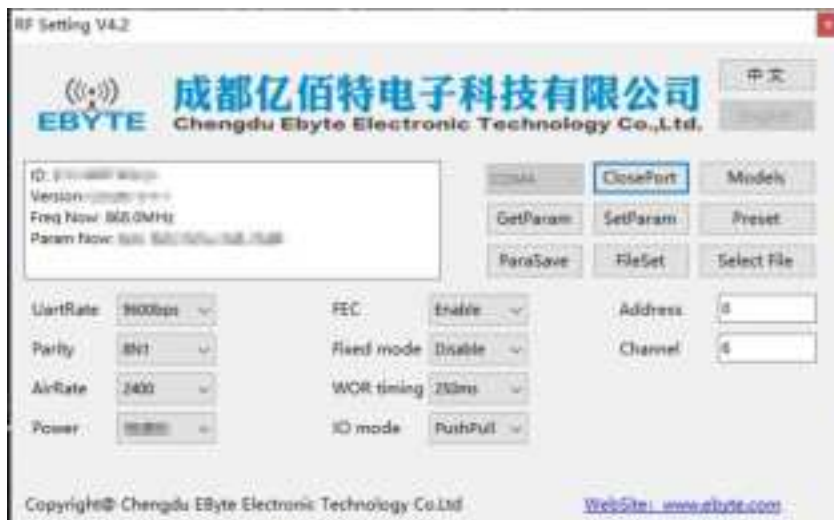 RF Setting V4.2
中文
EBYTE
成都亿佰特电子科技有限公司
Chengdu Ebyte Electronic Technology Co.,Ltd.
ID:
Version:
Freq Now: 868.0MHz
Param Now:
ClosePort Models
GetParam SetParam Preset
ParaSave FileSet Select File
UartRate 9600bps FEC Enable Address 0
Parity 8N1 Fixed mode Disable Channel 6
AirRate 2400 WOR timing 250ms
Power IO mode PushPull
Copyright© Chengdu EByte Electronic Technology Co.Ltd WebSite: www.ebyte.com